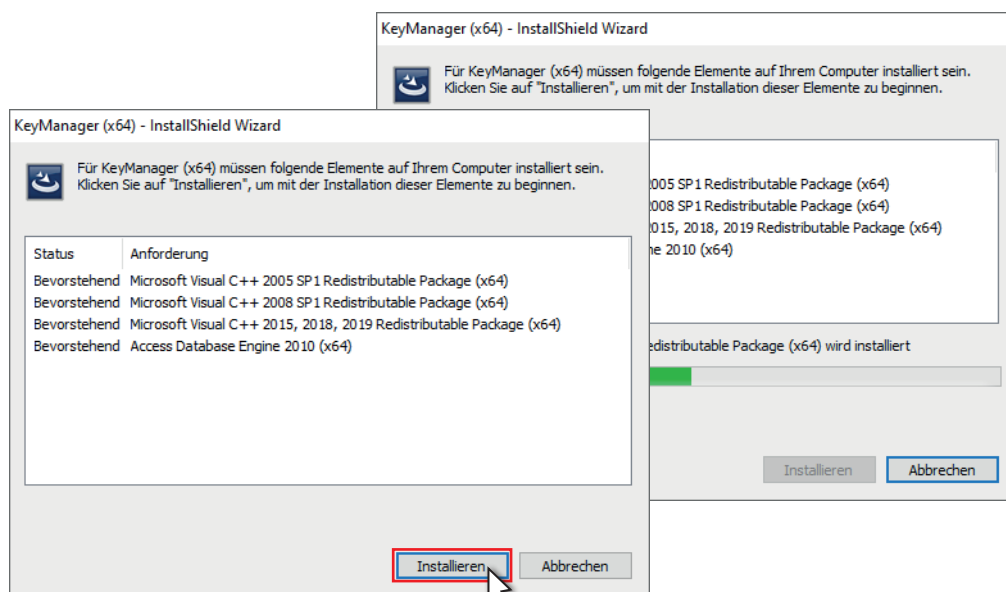 KeyManager (x64) - InstallShield Wizard
Für KeyManager (x64) müssen folgende Elemente auf Ihrem Computer installiert sein.
Klicken Sie auf "Installieren", um mit der Installation dieser Elemente zu beginnen.
2005 SP1 Redistributable Package (x64)
2008 SP1 Redistributable Package (x64)
2015, 2018, 2019 Redistributable Package (x64)
ne 2010 (x64)
edistributable Package (x64) wird installiert
Installieren Abbrechen
KeyManager (x64) - InstallShield Wizard
Für KeyManager (x64) müssen folgende Elemente auf Ihrem Computer installiert sein.
Klicken Sie auf "Installieren", um mit der Installation dieser Elemente zu beginnen.
Status Anforderung
Bevorstehend Microsoft Visual C++ 2005 SP1 Redistributable Package (x64)
Bevorstehend Microsoft Visual C++ 2008 SP1 Redistributable Package (x64)
Bevorstehend Microsoft Visual C++ 2015, 2018, 2019 Redistributable Package (x64)
Bevorstehend Access Database Engine 2010 (x64)
Installieren Abbrechen